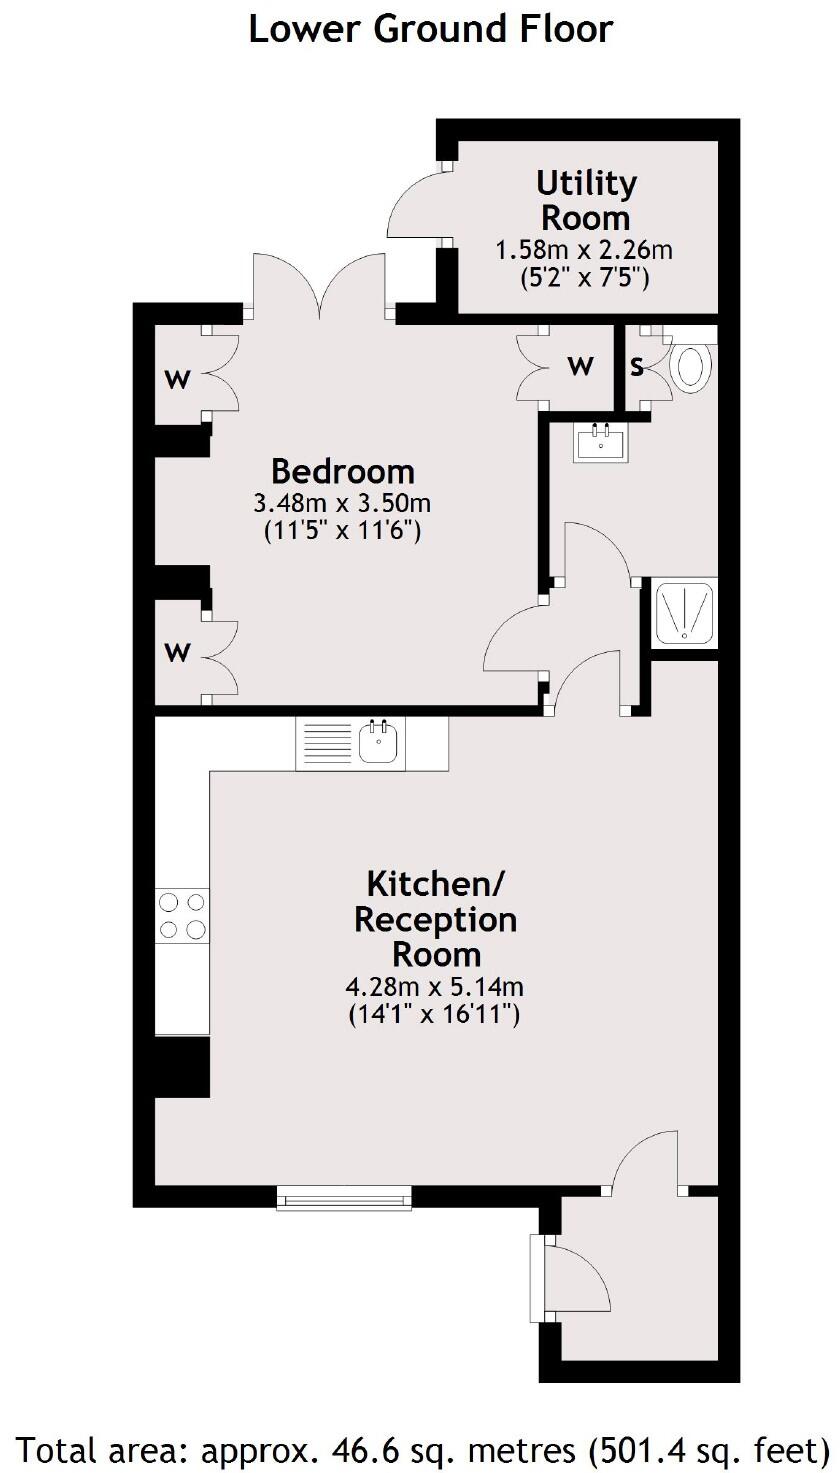 Lower Ground Floor
Utility
Room
1.58m x 2.26m
(5'2" x 7'5")
W
W
S
Bedroom
3.48m x 3.50m
(11'5" x 11'6")
W
Kitchen/
Reception
Room
4.28m x 5.14m
(14'1" x 16'11")
Total area: approx. 46.6 sq. metres (501.4 sq. feet)